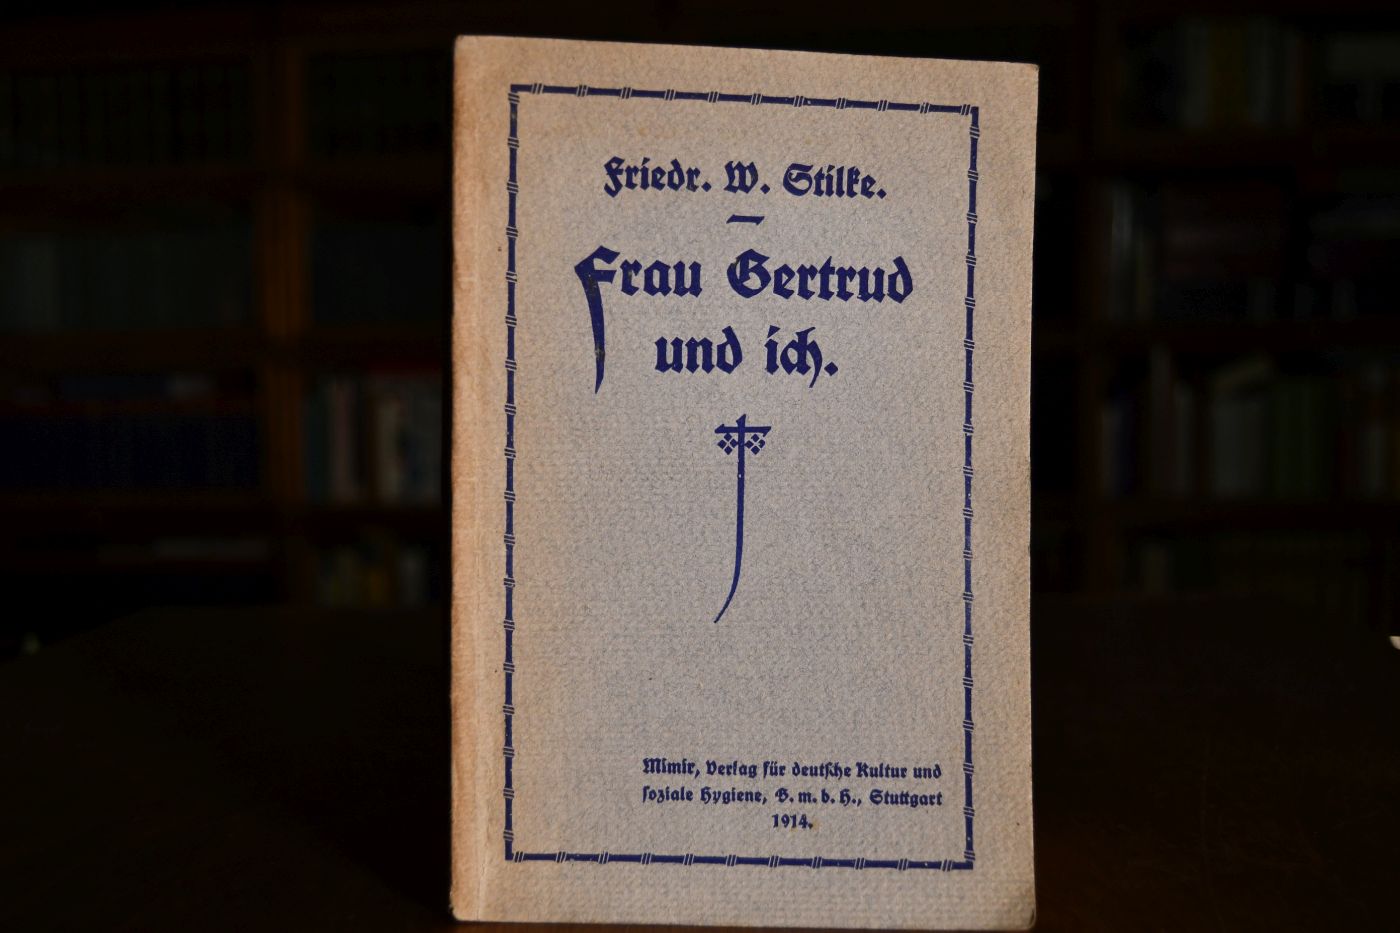 Friedr. W. Stilke.
Frau Gertrud
und ich.
Mimir, Verlag für deutſche Kultur und
ſoziale Hygiene, G. m. b. H., Stuttgart
1914.